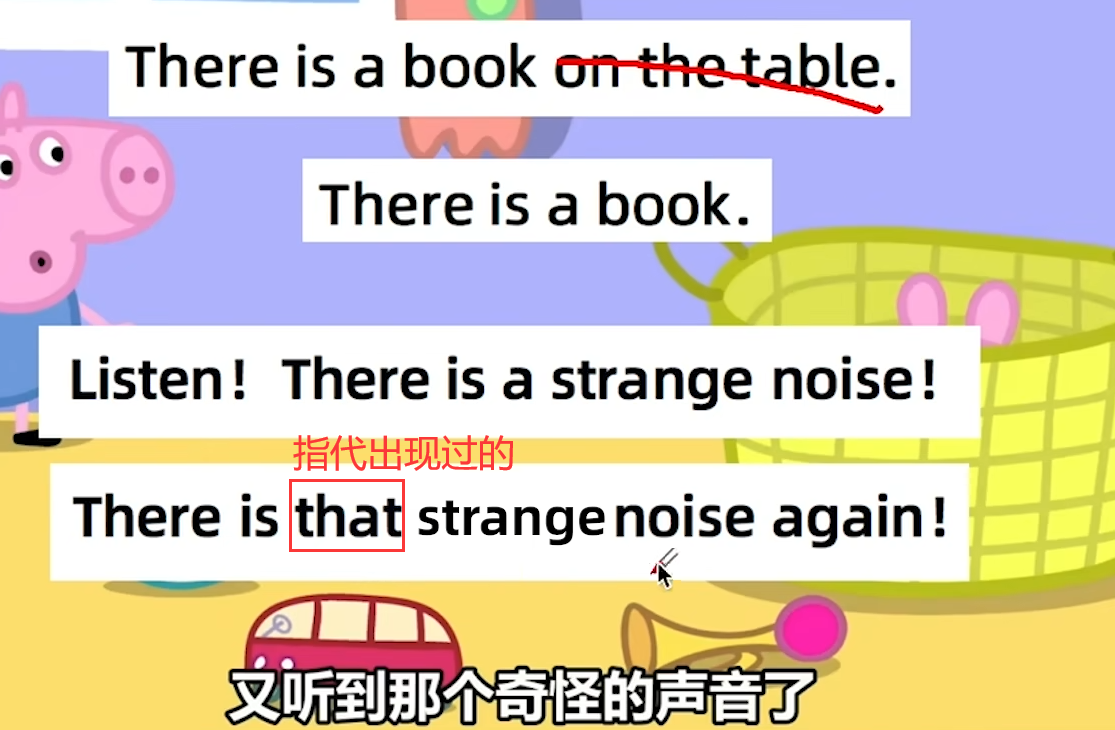 There is a book on the table.
There is a book.
Listen! There is a strange noise!
指代出现过的
There is that strange noise again!
又听到那个奇怪的声音了